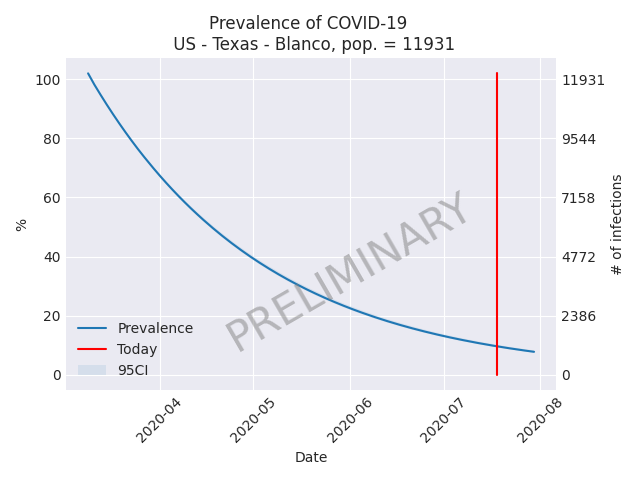 Prevalence of COVID-19
US - Texas - Blanco, pop. = 11931
100
80
60
40
20
0
%
11931
9544
7158
4772
2386
0
# of infections
PRELIMINARY
Prevalence
Today
95CI
2020-04
2020-05
2020-06
2020-07
2020-08
Date